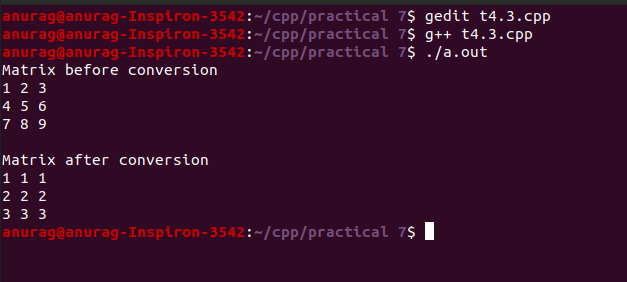 anurag@anurag-Inspiron-3542:~/cpp/practical 7$ gedit t4.3.cpp
anurag@anurag-Inspiron-3542:~/cpp/practical 7$ g++ t4.3.cpp
anurag@anurag-Inspiron-3542:~/cpp/practical 7$ ./a.out
Matrix before conversion
1 2 3
4 5 6
7 8 9
Matrix after conversion
1 1 1
2 2 2
3 3 3
anurag@anurag-Inspiron-3542:~/cpp/practical 7$